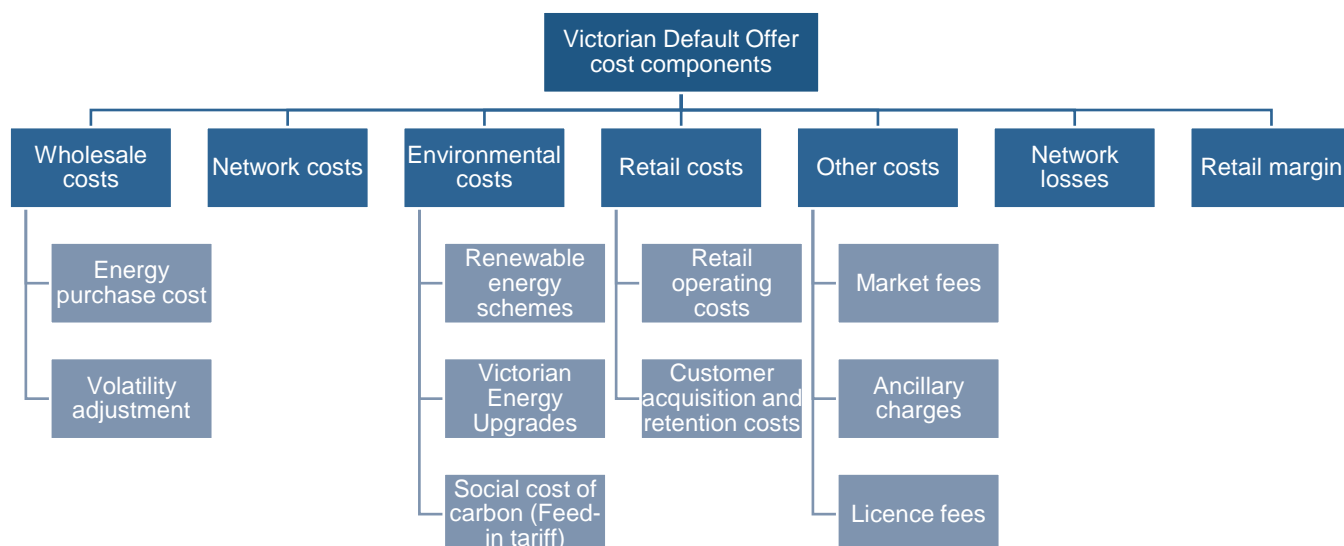 Victorian Default Offer
cost components
Wholesale
costs
Network costs
Environmental
costs
Retail costs
Other costs
Network
losses
Retail margin
Energy
purchase cost
Volatility
adjustment
Renewable
energy
schemes
Victorian
Energy
Upgrades
Social cost of
carbon (Feed-
in tariff)
Retail
operating
costs
Customer
acquisition and
retention costs
Market fees
Ancillary
charges
Licence fees